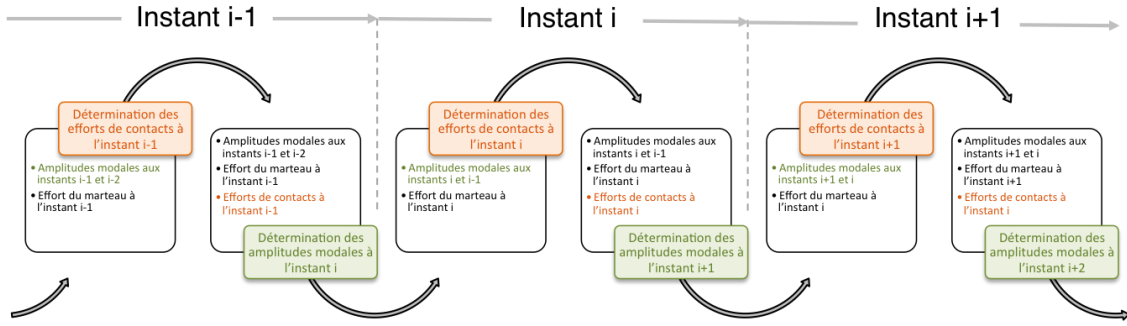 Instant i-1
Instant i
Instant i+1
Détermination des
efforts de contacts à
l’instant i-1
• Amplitudes modales aux
instants i-1 et i-2
• Effort du marteau à
l’instant i-1
• Amplitudes modales aux
instants i-1 et i-2
• Effort du marteau à
l’instant i-1
• Efforts de contacts à
l’instant i-1
Détermination des
amplitudes modales à
l’instant i
Détermination des
efforts de contacts à
l’instant i
• Amplitudes modales aux
instants i et i-1
• Effort du marteau à
l’instant i
• Amplitudes modales aux
instants i et i-1
• Effort du marteau à
l’instant i
• Efforts de contacts à
l’instant i
Détermination des
amplitudes modales à
l’instant i+1
Détermination des
efforts de contacts à
l’instant i+1
• Amplitudes modales aux
instants i+1 et i
• Effort du marteau à
l’instant i
• Amplitudes modales aux
instants i+1 et i
• Effort du marteau à
l’instant i+1
• Efforts de contacts à
l’instant i
Détermination des
amplitudes modales à
l’instant i+2